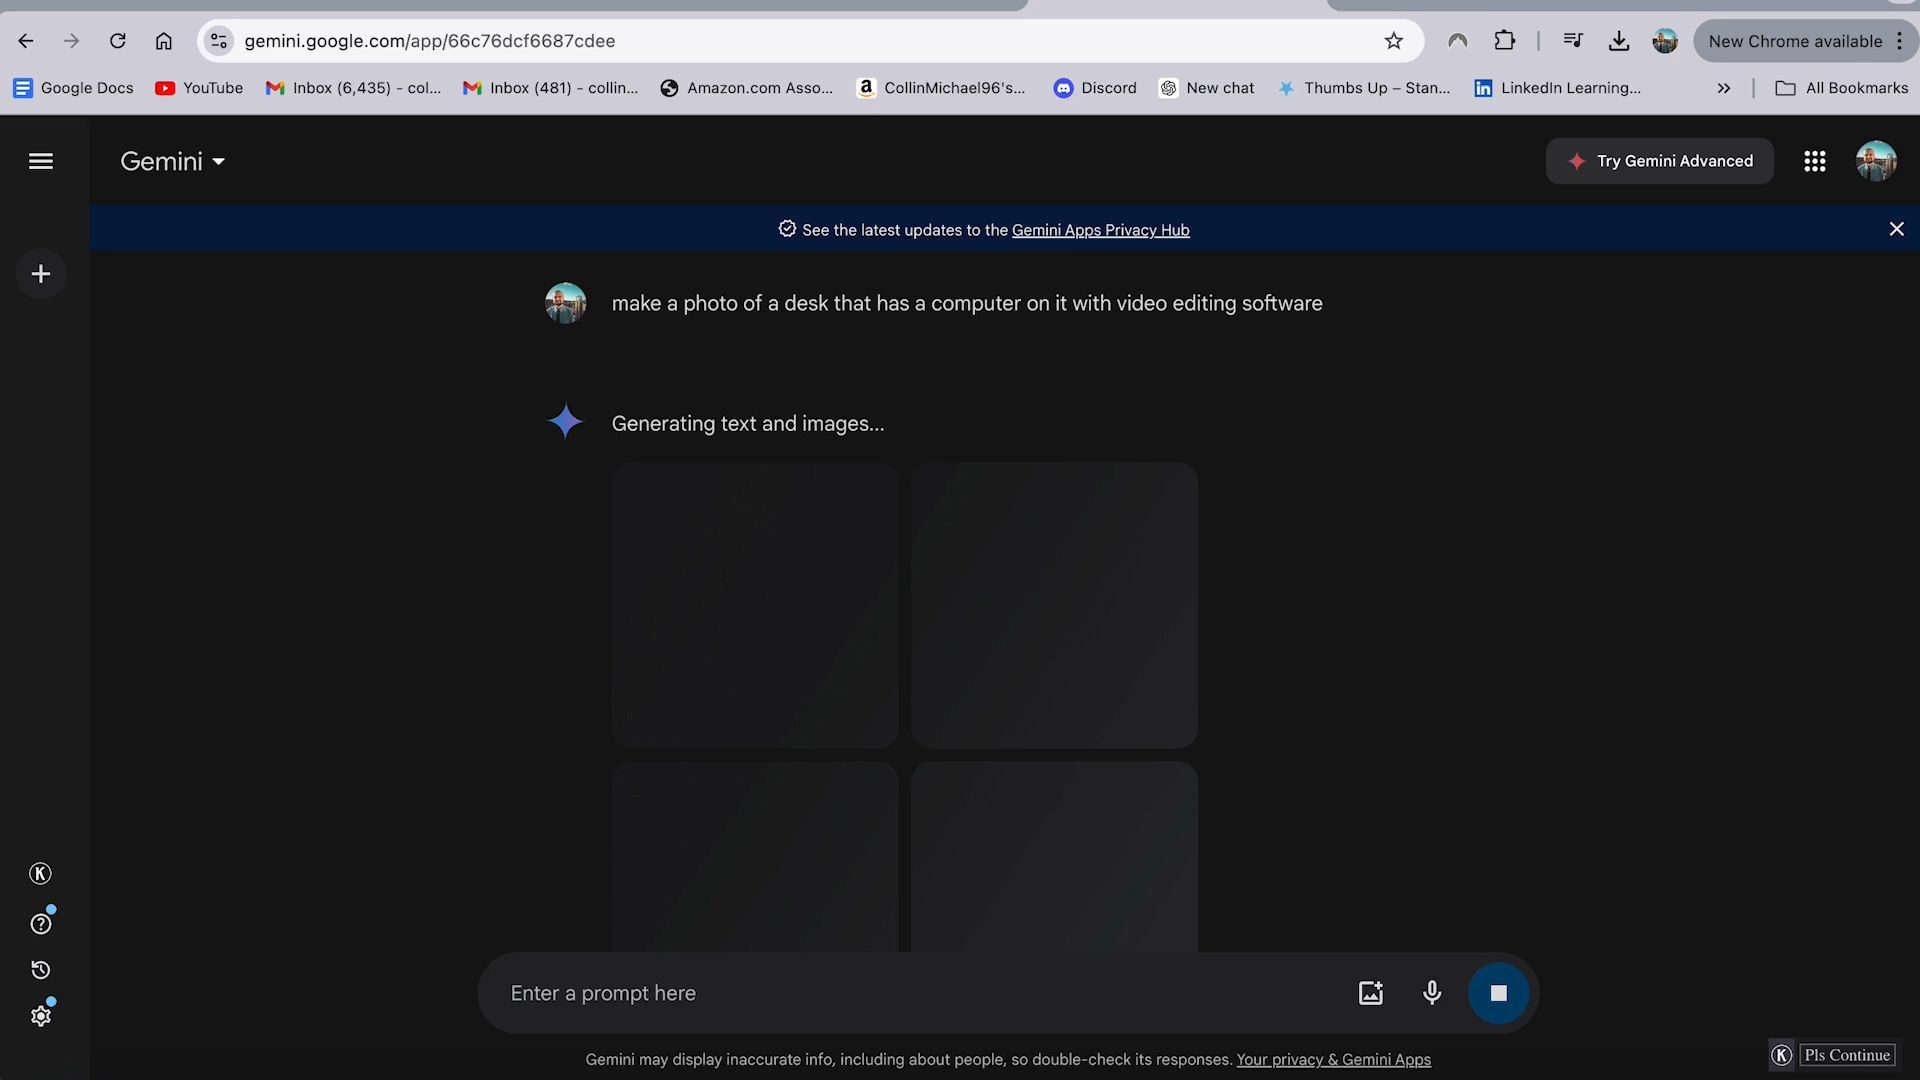 gemini.google.com/app/66c76dcf6687cdee
New Chrome available
Google Docs
YouTube
Inbox (6,435) - col...
Inbox (481) - collin...
Amazon.com Asso...
CollinMichael96's...
Discord
New chat
Thumbs Up – Stan...
LinkedIn Learning...
»
All Bookmarks
Gemini
Try Gemini Advanced
See the latest updates to the Gemini Apps Privacy Hub
make a photo of a desk that has a computer on it with video editing software
Generating text and images...
K
Enter a prompt here
Gemini may display inaccurate info, including about people, so double-check its responses. Your privacy & Gemini Apps
K Pls Continue